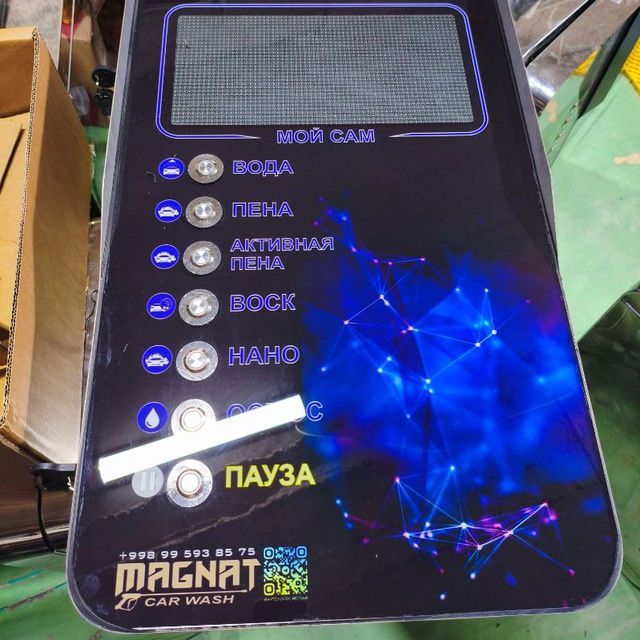 МОЙ САМ
ВОДА
ПЕНА
АКТИВНАЯ
ПЕНА
ВОСК
НАНО
ПАУЗА
+998 99 593 85 75
MAGNAT
CAR WASH